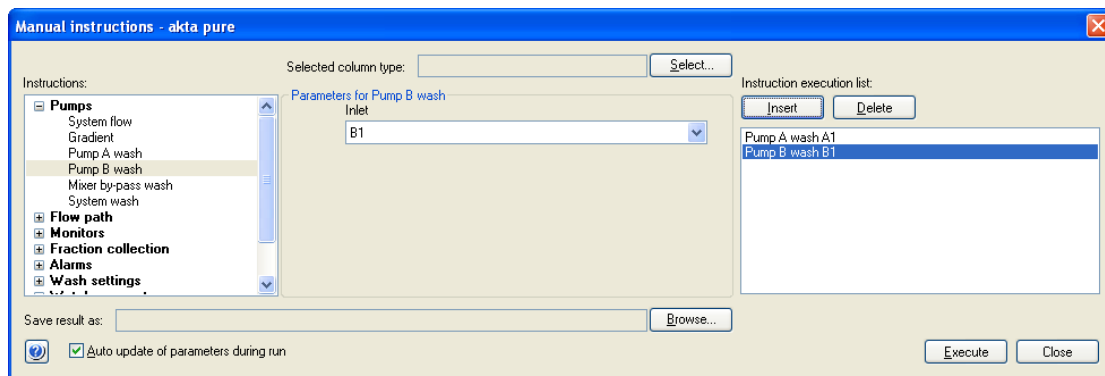 Manual instructions - akta pure
Selected column type:
Select...
Instructions:
Pumps
System flow
Gradient
Pump A wash
Pump B wash
Mixer by-pass wash
System wash
Flow path
Monitors
Fraction collection
Alarms
Wash settings
Parameters for Pump B wash
Inlet
B1
Instruction execution list:
Insert
Delete
Pump A wash A1
Pump B wash B1
Save result as:
Browse...
Auto update of parameters during run
Execute
Close